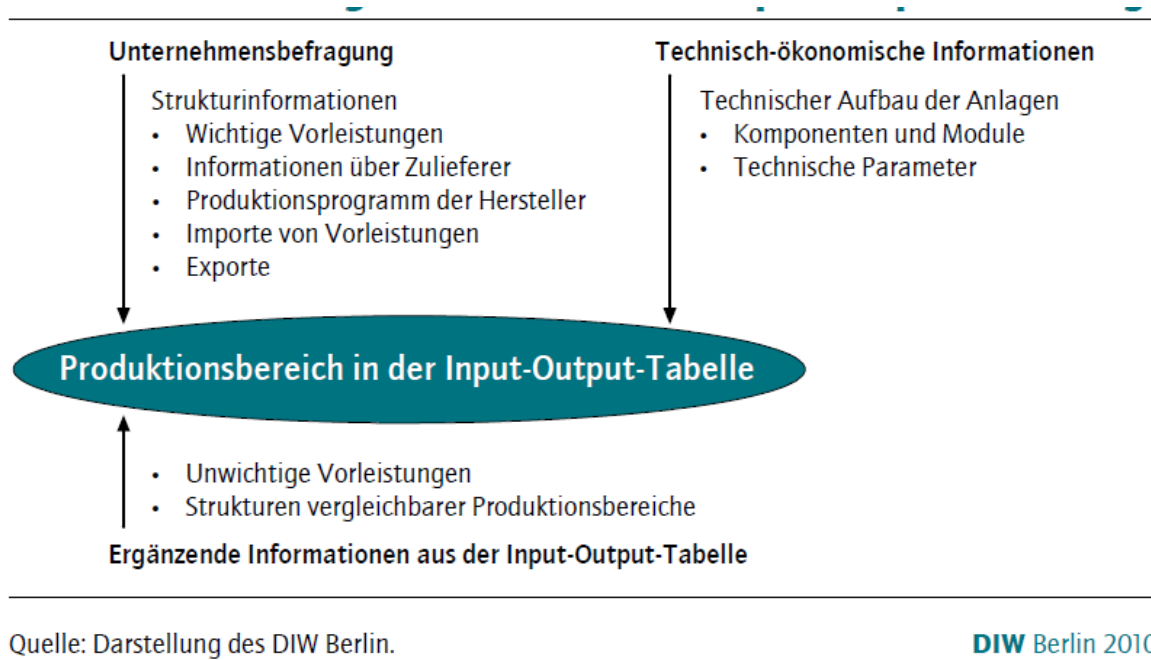 Unternehmensbefragung
Strukturinformationen
• Wichtige Vorleistungen
• Informationen über Zulieferer
• Produktionsprogramm der Hersteller
• Importe von Vorleistungen
• Exporte
Technisch-ökonomische Informationen
Technischer Aufbau der Anlagen
• Komponenten und Module
• Technische Parameter
Produktionsbereich in der Input-Output-Tabelle
• Unwichtige Vorleistungen
• Strukturen vergleichbarer Produktionsbereiche
Ergänzende Informationen aus der Input-Output-Tabelle
Quelle: Darstellung des DIW Berlin.
DIW Berlin 2010